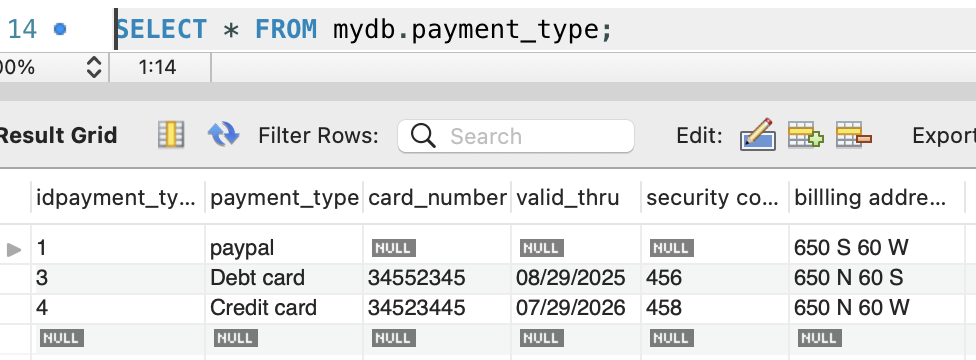 14 SELECT * FROM mydb.payment_type;
00% 1:14
Result Grid Filter Rows: Search Edit: Export
idpayment_ty... payment_type card_number valid_thru security co... billling addre...
1 paypal NULL NULL NULL 650 S 60 W
3 Debt card 34552345 08/29/2025 456 650 N 60 S
4 Credit card 34523445 07/29/2026 458 650 N 60 W
NULL NULL NULL NULL NULL NULL